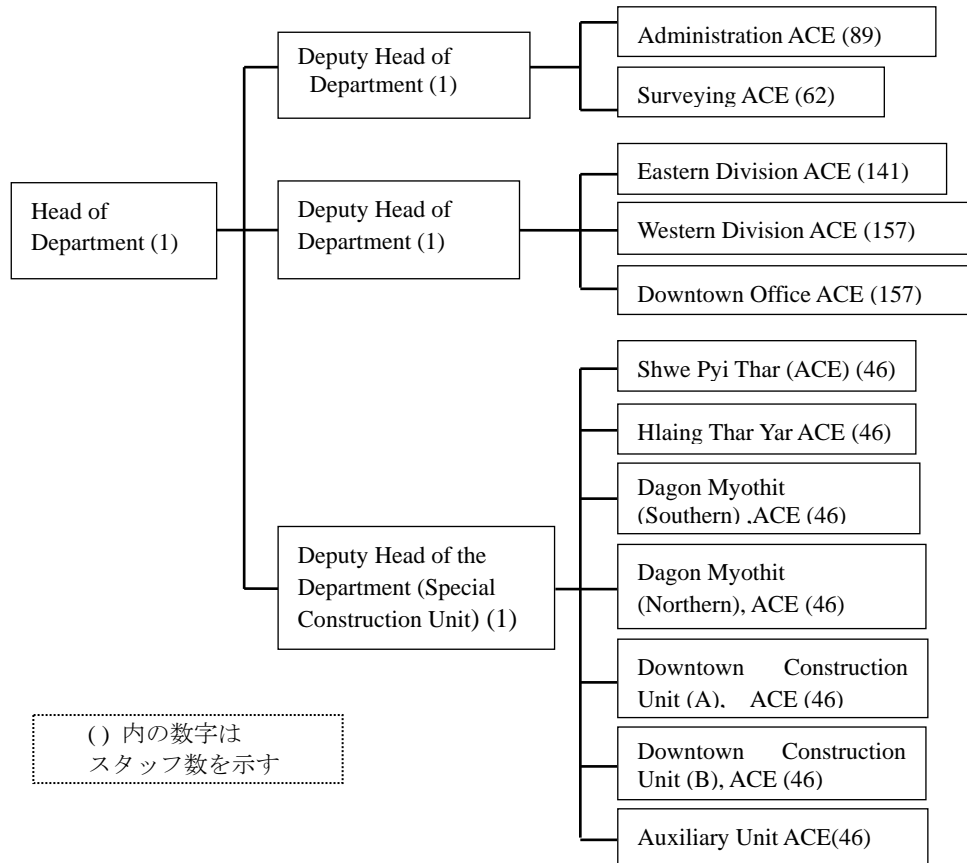 Head of
Department (1)
Deputy Head of
Department (1)
Administration ACE (89)
Surveying ACE (62)
Deputy Head of
Department (1)
Eastern Division ACE (141)
Western Division ACE (157)
Downtown Office ACE (157)
Deputy Head of the
Department (Special
Construction Unit) (1)
Shwe Pyi Thar (ACE) (46)
Hlaing Thar Yar ACE (46)
Dagon Myothit
(Southern) ,ACE (46)
Dagon Myothit
(Northern), ACE (46)
Downtown Construction
Unit (A), ACE (46)
Downtown Construction
Unit (B), ACE (46)
Auxiliary Unit ACE(46)
( ) 内の数字は
スタッフ数を示す